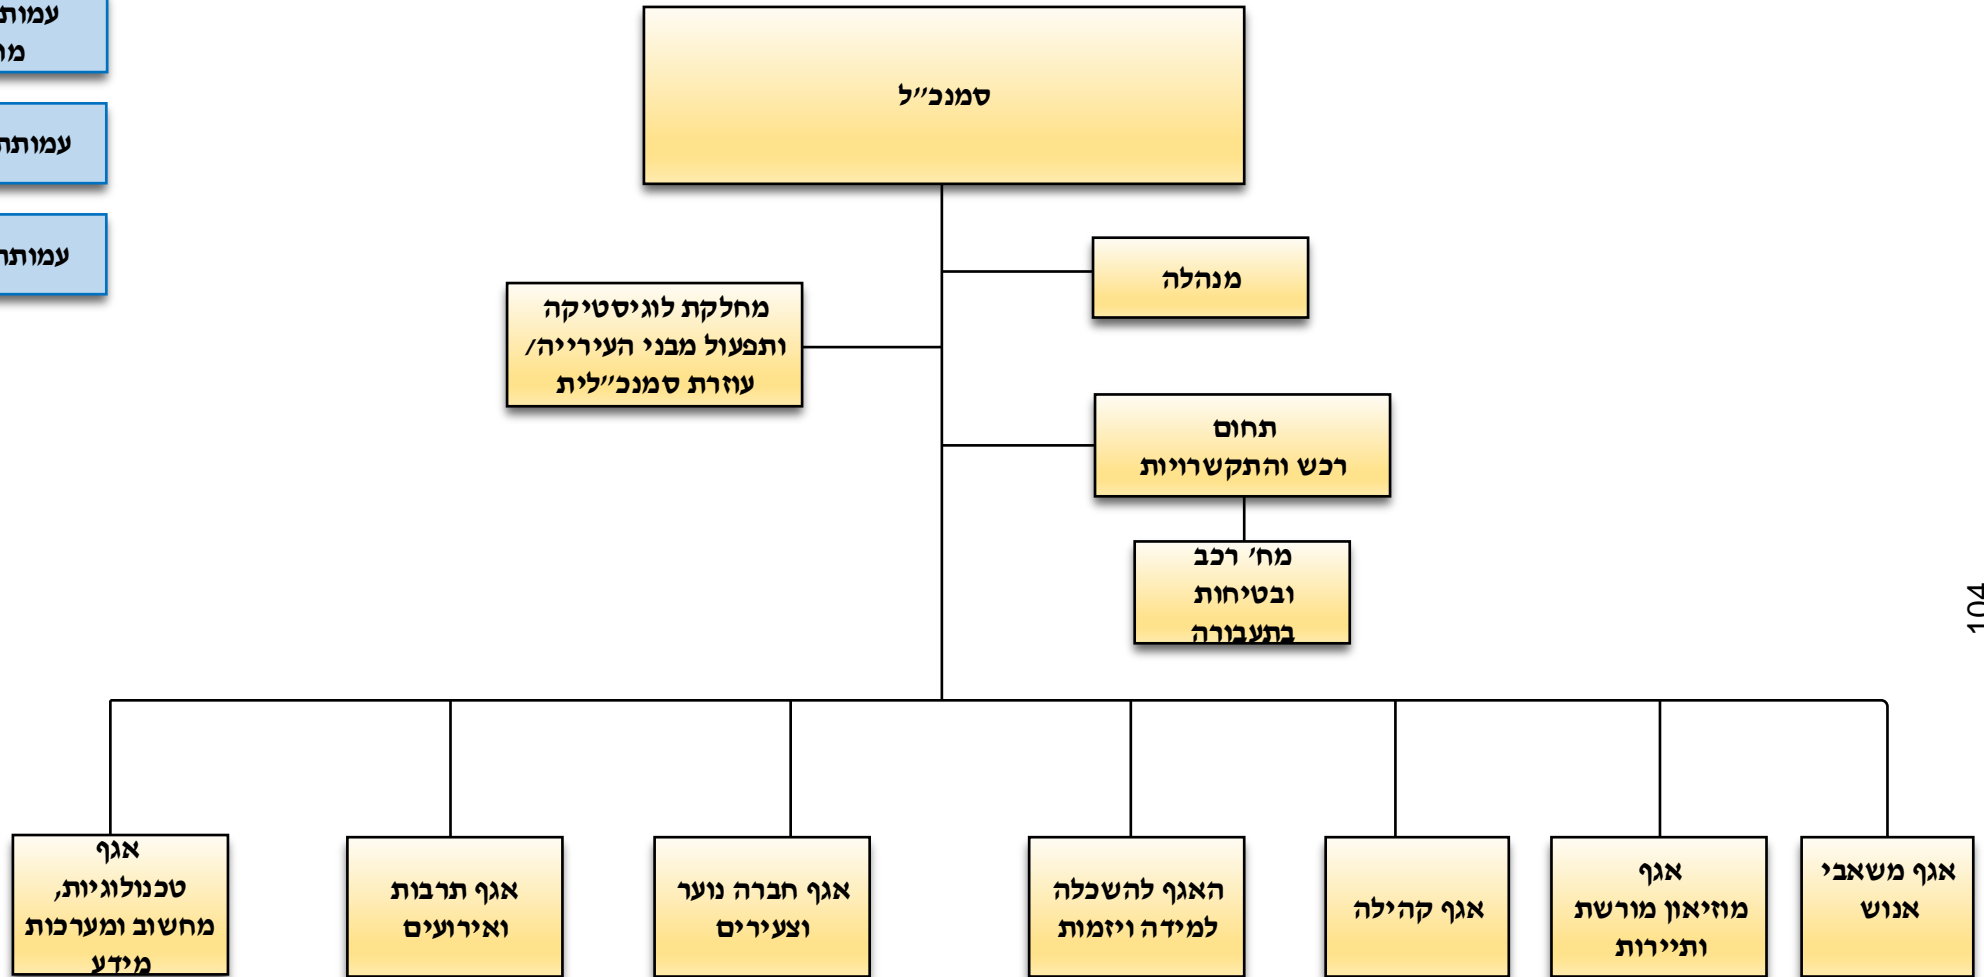 סמנכ״ל
מנהלה
מחלקת לוגיסטיקה
ותפעול מבני העירייה/
עוזרת סמנכ״לית
תחום
רכש והתקשרויות
מח׳ רכב
ובטיחות
בתעבורה
אגף משאבי
אנוש
אגף
מוזיאון מורשת
ותיירות
אגף קהילה
האגף להשכלה
למידה ויזמות
אגף חברה נוער
וצעירים
אגף תרבות
ואירועים
אגף
טכנולוגיות,
מחשוב ומערכות
מידע
104